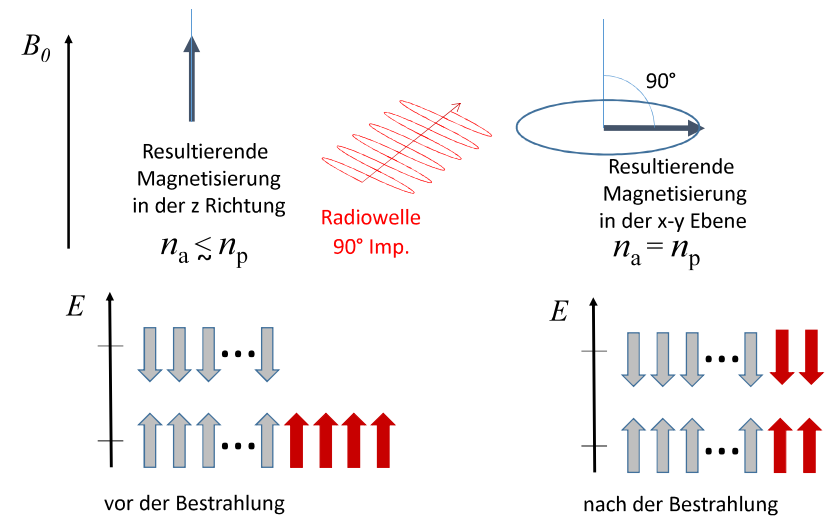 B₀
Resultierende
Magnetisierung
in der z Richtung
nₐ ≲ nₚ
Radiowelle
90° Imp.
90°
Resultierende
Magnetisierung
in der x-y Ebene
nₐ = nₚ
E
...
...
vor der Bestrahlung
E
...
...
nach der Bestrahlung